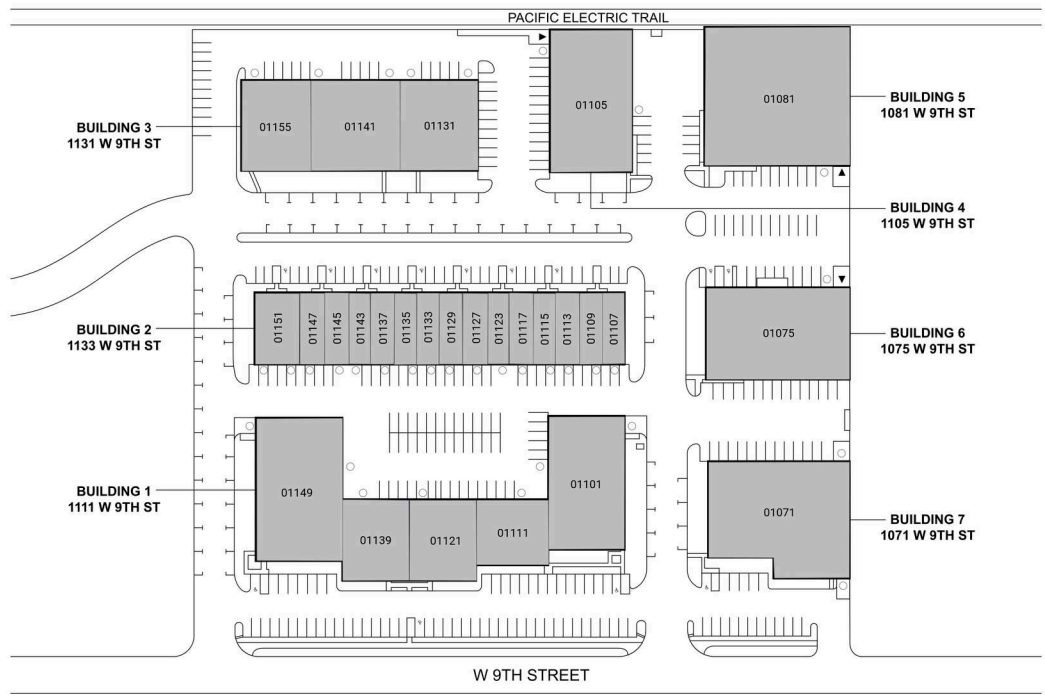 PACIFIC ELECTRIC TRAIL
BUILDING 3
1131 W 9TH ST
01155
01141
01131
01105
01081
BUILDING 5
1081 W 9TH ST
BUILDING 4
1105 W 9TH ST
BUILDING 2
1133 W 9TH ST
01151
01147
01145
01143
01137
01135
01133
01129
01127
01123
01117
01115
01113
01109
01107
01075
BUILDING 6
1075 W 9TH ST
BUILDING 1
1111 W 9TH ST
01149
01139
01121
01111
01101
01071
BUILDING 7
1071 W 9TH ST
W 9TH STREET